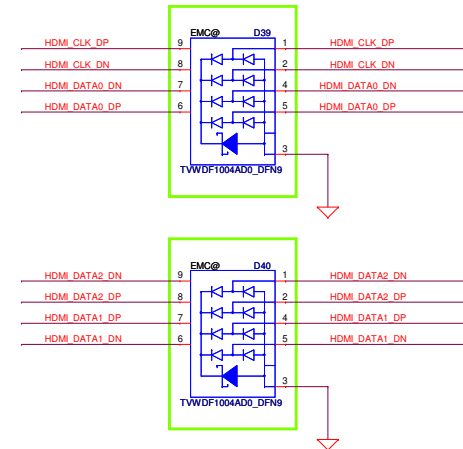 EMC@ D39
HDMI_CLK_DP 9 1 HDMI_CLK_DP
HDMI_CLK_DN 8 2 HDMI_CLK_DN
HDMI_DATA0_DN 7 4 HDMI_DATA0_DN
HDMI_DATA0_DP 6 5 HDMI_DATA0_DP
3
TVWDF1004AD0_DFN9
EMC@ D40
HDMI_DATA2_DN 9 1 HDMI_DATA2_DN
HDMI_DATA2_DP 8 2 HDMI_DATA2_DP
HDMI_DATA1_DP 7 4 HDMI_DATA1_DP
HDMI_DATA1_DN 6 5 HDMI_DATA1_DN
3
TVWDF1004AD0_DFN9